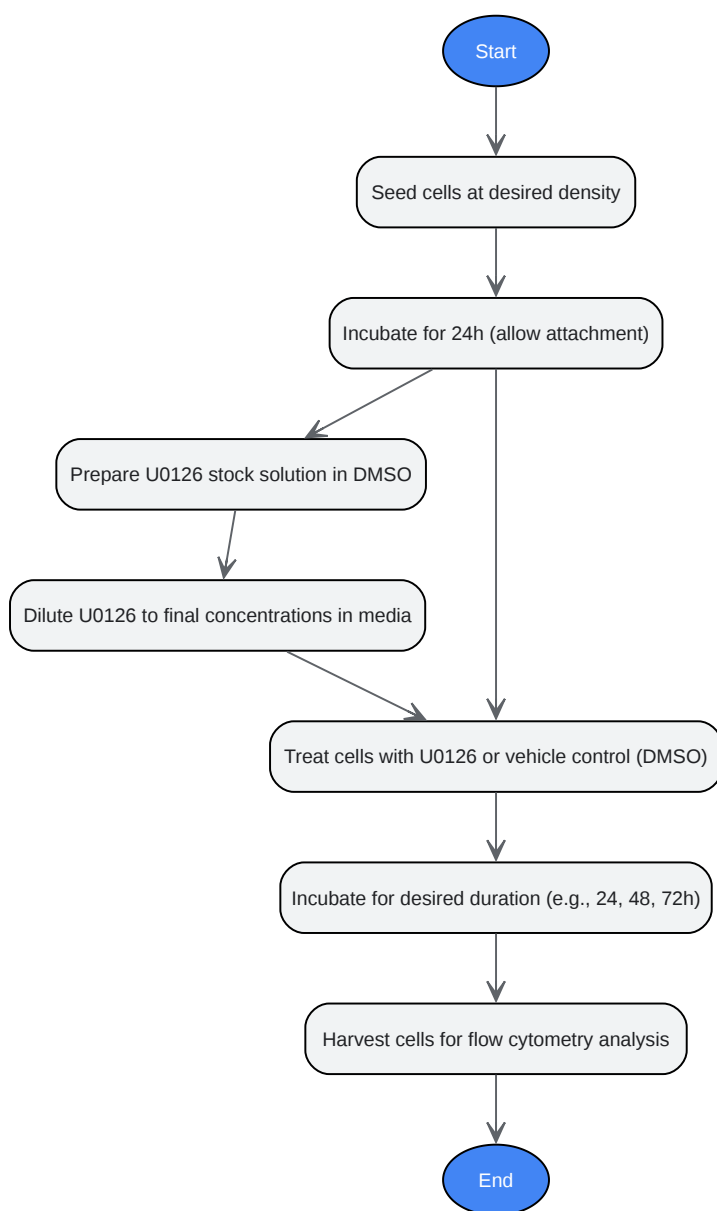 Start
Seed cells at desired density
Incubate for 24h (allow attachment)
Prepare U0126 stock solution in DMSO
Dilute U0126 to final concentrations in media
Treat cells with U0126 or vehicle control (DMSO)
Incubate for desired duration (e.g., 24, 48, 72h)
Harvest cells for flow cytometry analysis
End